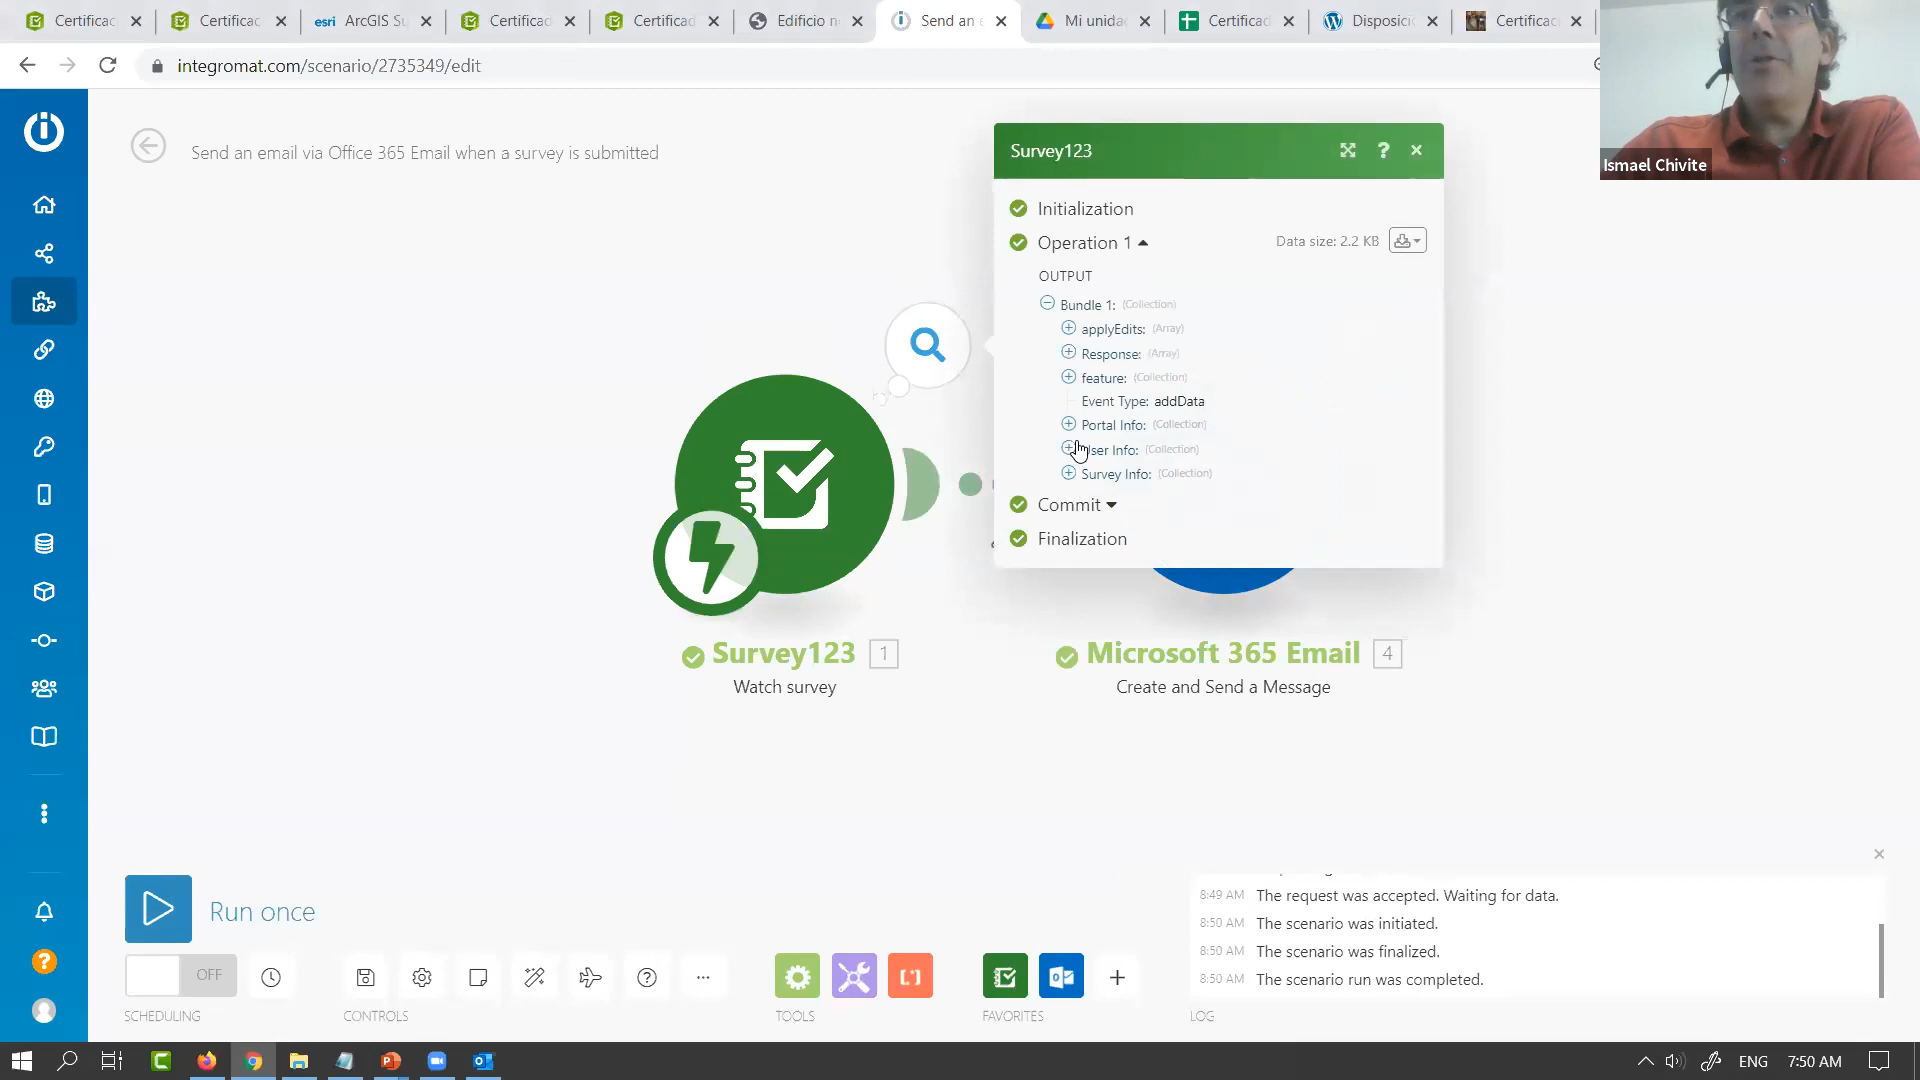 Certificac
Certificac
esri ArcGIS Su
Certificad
Certificad
Edificio n
Send an e
Mi unida
Certificad
Disposici
Certificac
integromat.com/scenario/2735349/edit
Ismael Chivite
Send an email via Office 365 Email when a survey is submitted
Survey123
Initialization
Operation 1
Data size: 2.2 KB
OUTPUT
Bundle 1: (Collection)
applyEdits: (Array)
Response: (Array)
feature: (Collection)
Event Type: addData
Portal Info: (Collection)
ser Info: (Collection)
Survey Info: (Collection)
Commit
Finalization
Survey123 1
Watch survey
Microsoft 365 Email 4
Create and Send a Message
Run once
OFF
SCHEDULING
CONTROLS
TOOLS
FAVORITES
LOG
8:49 AM The request was accepted. Waiting for data.
8:50 AM The scenario was initiated.
8:50 AM The scenario was finalized.
8:50 AM The scenario run was completed.
ENG
7:50 AM